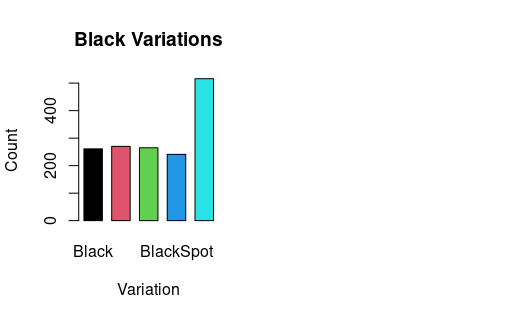 Black Variations
Count
400
200
0
Black BlackSpot
Variation